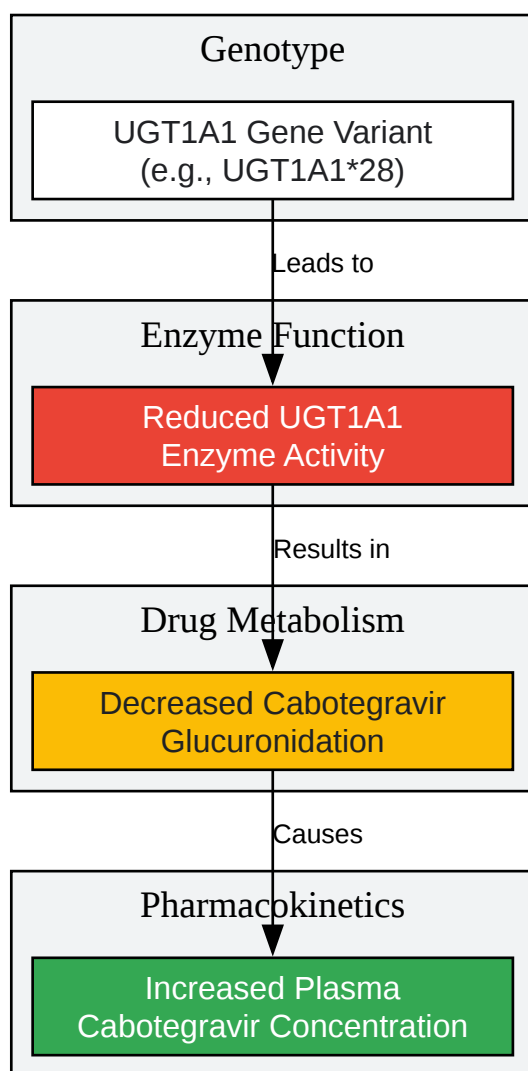 Genotype
UGT1A1 Gene Variant
(e.g., UGT1A1*28)
Leads to
Enzyme Function
Reduced UGT1A1
Enzyme Activity
Results in
Drug Metabolism
Decreased Cabotegravir
Glucuronidation
Causes
Pharmacokinetics
Increased Plasma
Cabotegravir Concentration